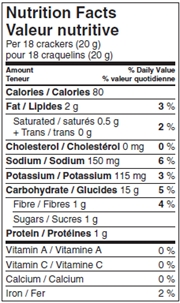 Nutrition Facts
Valeur nutritive
Per 18 crackers (20 g)
pour 18 craquelins (20 g)
Amount % Daily Value
Teneur % valeur quotidienne
Calories / Calories 80
Fat / Lipides 2 g 3 %
Saturated / saturés 0.5 g
+ Trans / trans 0 g 2 %
Cholesterol / Cholestérol 0 mg 0 %
Sodium / Sodium 150 mg 6 %
Potassium / Potassium 115 mg 3 %
Carbohydrate / Glucides 15 g 5 %
Fibre / Fibres 1 g 4 %
Sugars / Sucres 1 g
Protein / Protéines 1 g
Vitamin A / Vitamine A 0 %
Vitamin C / Vitamine C 0 %
Calcium / Calcium 0 %
Iron / Fer 2 %